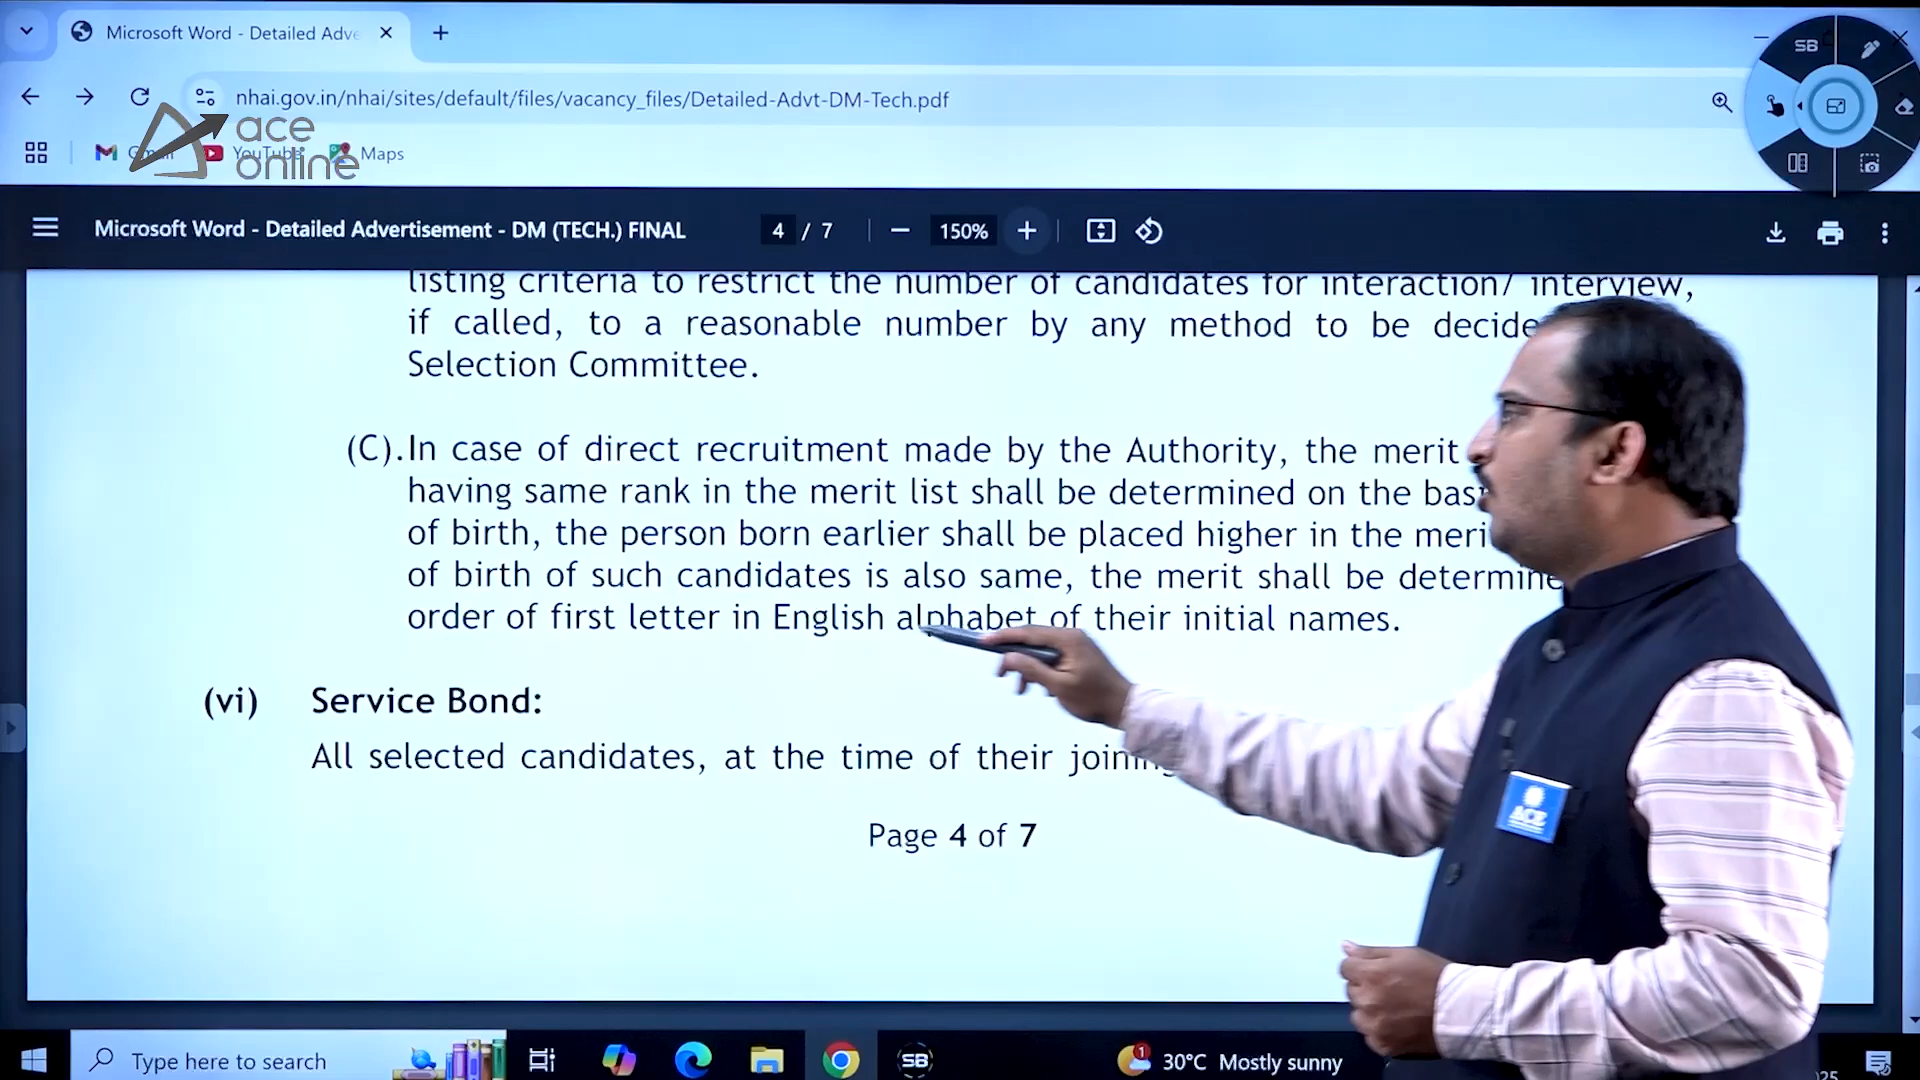 Microsoft Word - Detailed Adve
SB
nhai.gov.in/nhai/sites/default/files/vacancy_files/Detailed-Advt-DM-Tech.pdf
ace
online
Gmail YouTube Maps
Microsoft Word - Detailed Advertisement - DM (TECH.) FINAL 4 / 7 150%
listing criteria to restrict the number of candidates for interaction/ interview,
if called, to a reasonable number by any method to be decide
Selection Committee.
(C).In case of direct recruitment made by the Authority, the merit
having same rank in the merit list shall be determined on the bas
of birth, the person born earlier shall be placed higher in the meri
of birth of such candidates is also same, the merit shall be determine
order of first letter in English alphabet of their initial names.
(vi) Service Bond:
All selected candidates, at the time of their joining
ACE
Page 4 of 7
Type here to search
SB
1
30°C Mostly sunny